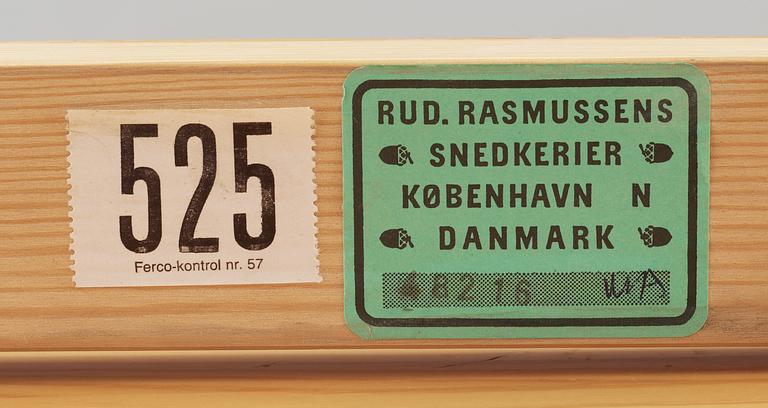 525
Ferco-kontrol nr. 57
RUD. RASMUSSENS
SNEDKERIER
KØBENHAVN N
DANMARK
48216